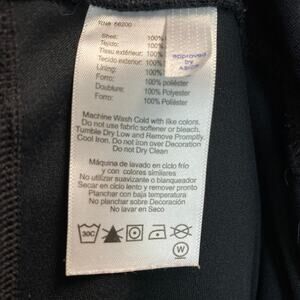 RN# 66200
Shell: 100%
Tejido: 100%
Tissu extérieur: 100%
Tecido exterior: 100%
Lining: 100%
Forro: 100% poliéster
Doublure: 100% Polyester
Forro: 100% poliéster
approved
by
Machine Wash Cold with like colors.
Do not use fabric softener or bleach.
Tumble Dry Low and Remove Promptly.
Cool Iron. Do not iron over Decoration
Do not Dry Clean
Máquina de lavado en ciclo frío
y con colores similares
No utilizar suavizante o blanqueador
Secar en ciclo lento y remover pronto
Planchar con baja temperatura
No planchar sobre Decoración
No lavar en Seco
30C
W